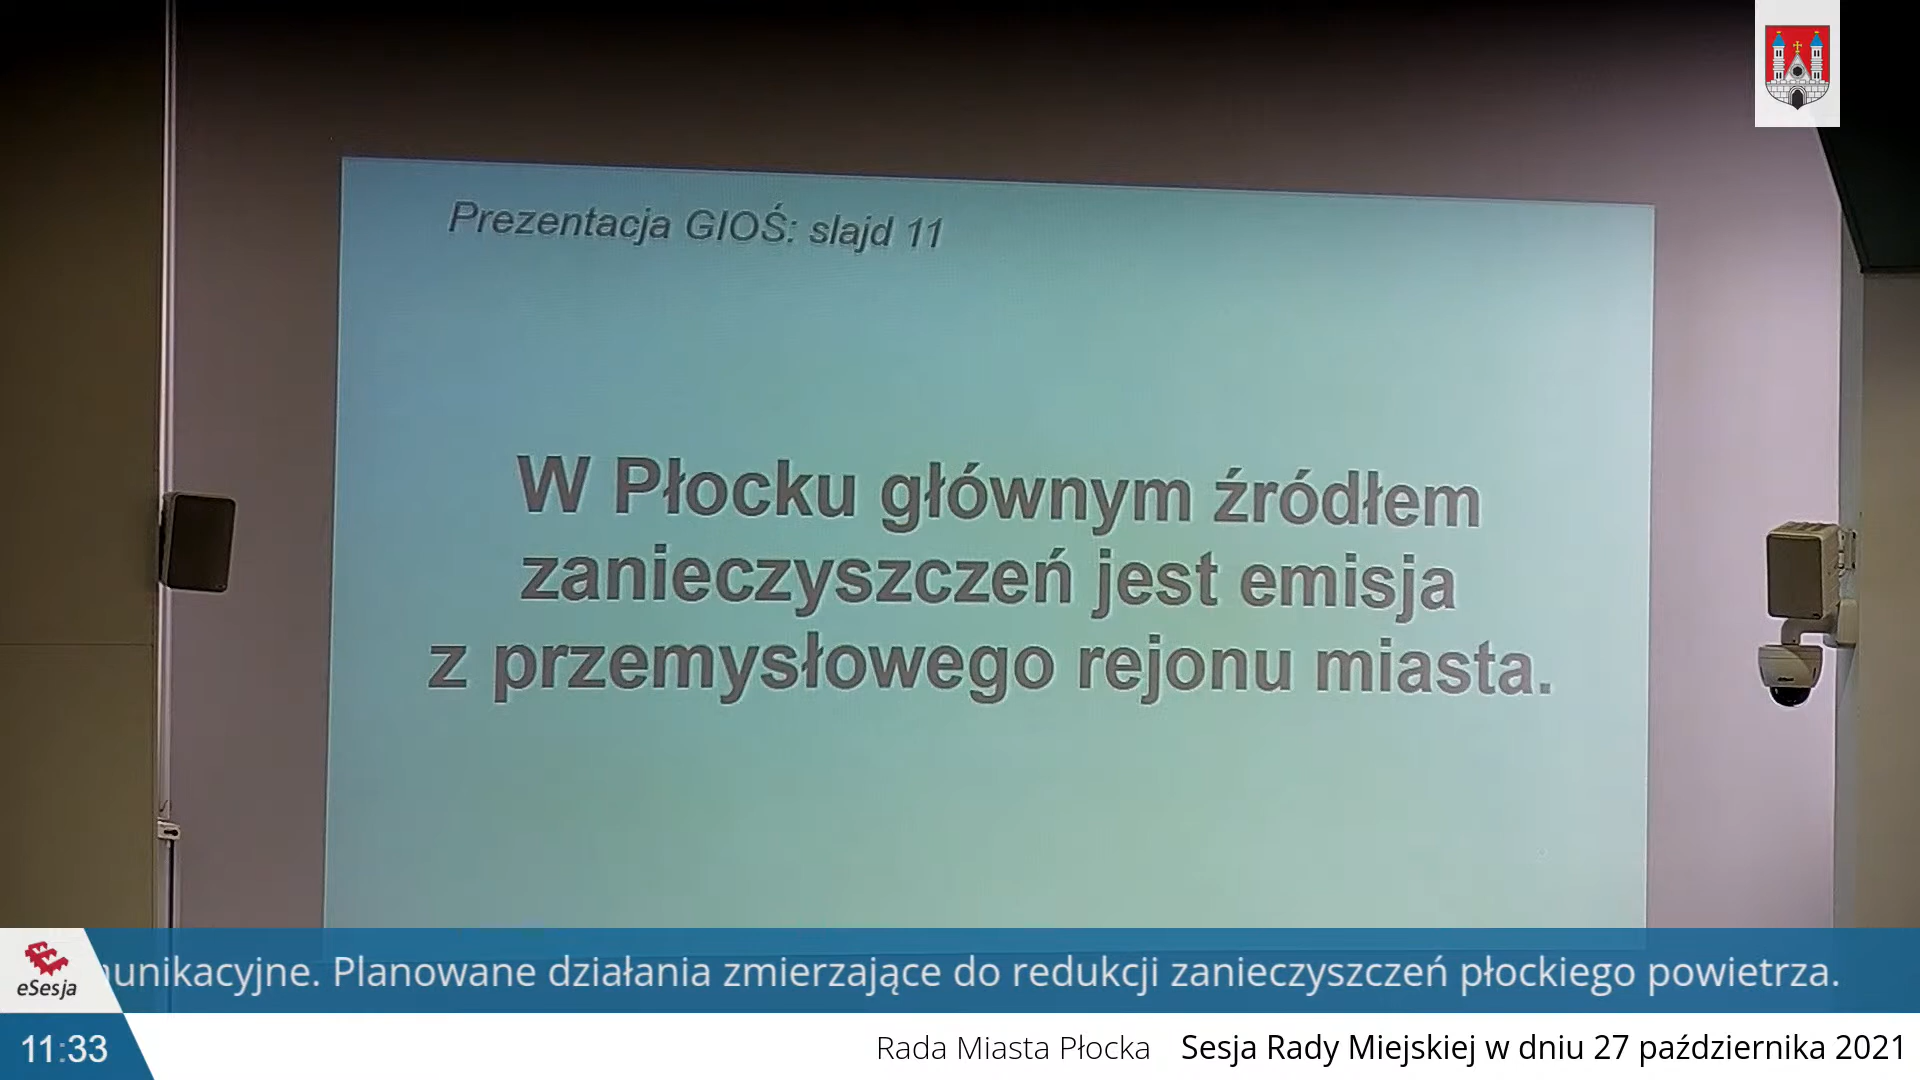 Prezentacja GIOŚ: slajd 11
W Płocku głównym źródłem
zanieczyszczeń jest emisja
z przemysłowego rejonu miasta.
eSesja
Planowane działania zmierzające do redukcji zanieczyszczeń płockiego powietrza.
11:33
Rada Miasta Płocka Sesja Rady Miejskiej w dniu 27 października 2021